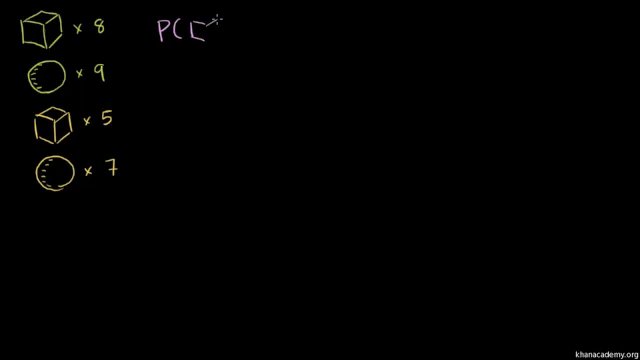 × 8
P(
× 9
× 5
× 7
khanacademy.org